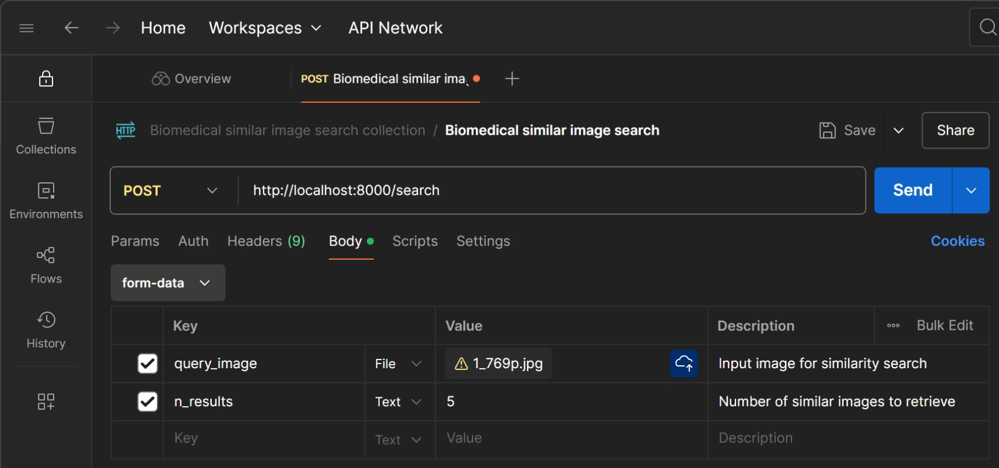 Home Workspaces API Network
Overview POST Biomedical similar ima
Collections
Environments
Flows
History
HTTP Biomedical similar image search collection / Biomedical similar image search Save Share
POST http://localhost:8000/search Send
Params Auth Headers (9) Body Scripts Settings Cookies
form-data
Key Value Description Bulk Edit
query_image File 1_769p.jpg Input image for similarity search
n_results Text 5 Number of similar images to retrieve
Key Text Value Description